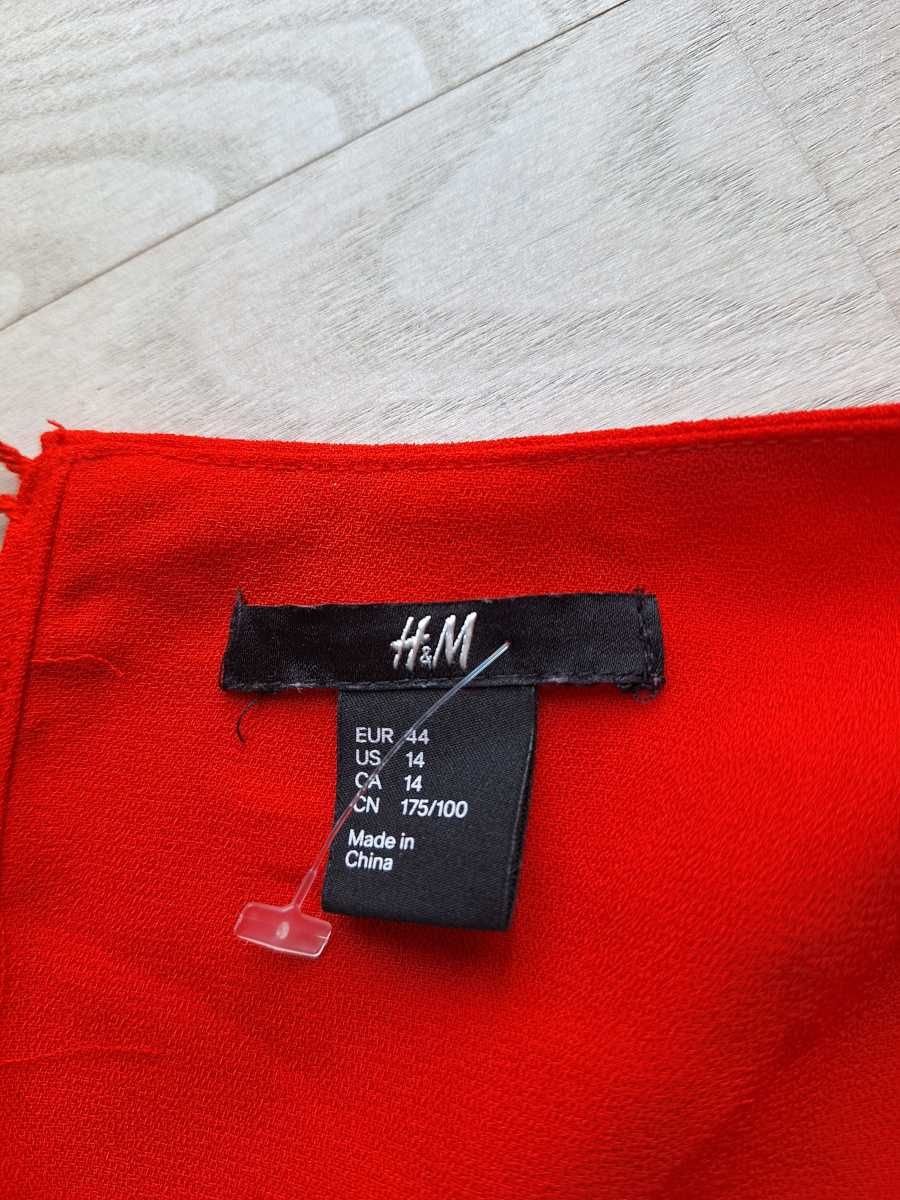 H&M
EUR 44
US 14
CA 14
CN 175/100
Made in
China